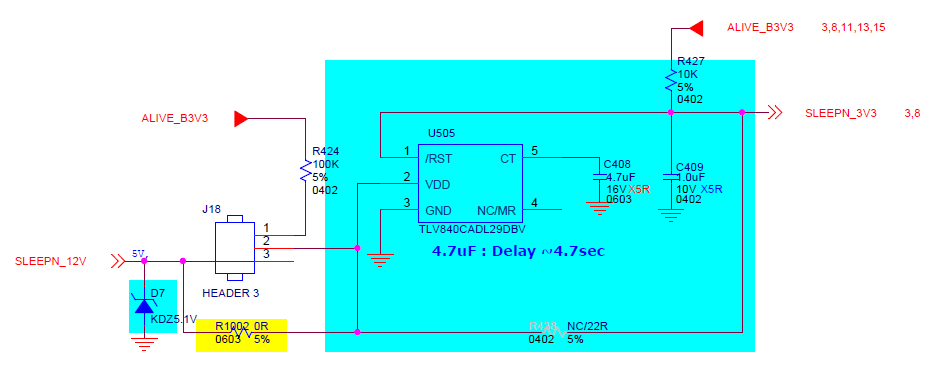 ALIVE_B3V3 3,8,11,13,15
R427
10K
5%
0402
SLEEPN_3V3 3,8
ALIVE_B3V3
U505
R424
100K
5%
0402
1 /RST CT 5
2 VDD
3 GND NC/MR 4
TLV840CADL29DBV
C408
4.7uF
16V X5R
0603
C409
1.0uF
10V X5R
0402
4.7uF : Delay ~4.7sec
J18
1
2
3
HEADER 3
SLEEPN_12V
5V,
D7
KDZ5.1V
R1002 0R
0603 5%
NC/22R
0402 5%